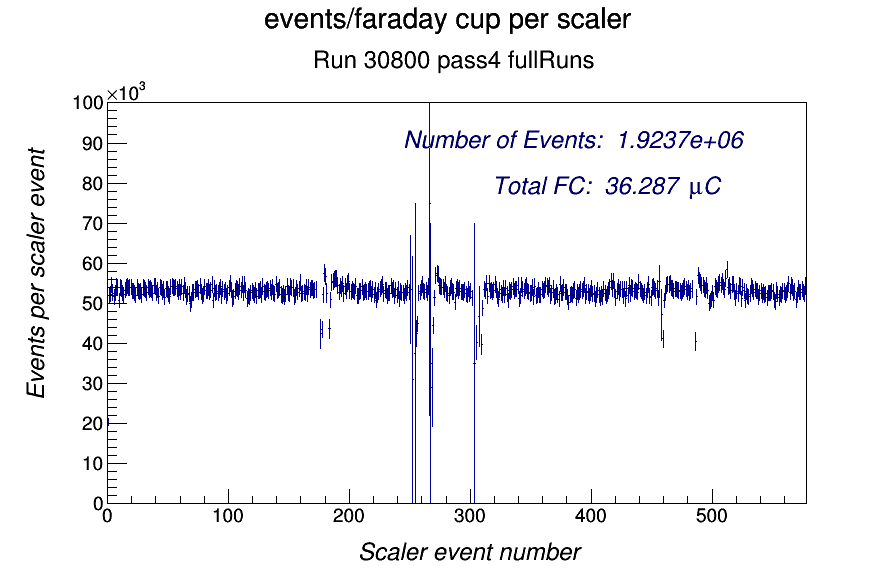 events/faraday cup per scaler
Run 30800 pass4 fullRuns
×10³
Number of Events: 1.9237e+06
Total FC: 36.287 μC
Events per scaler event
100
90
80
70
60
50
40
30
20
10
0
0 100 200 300 400 500
Scaler event number